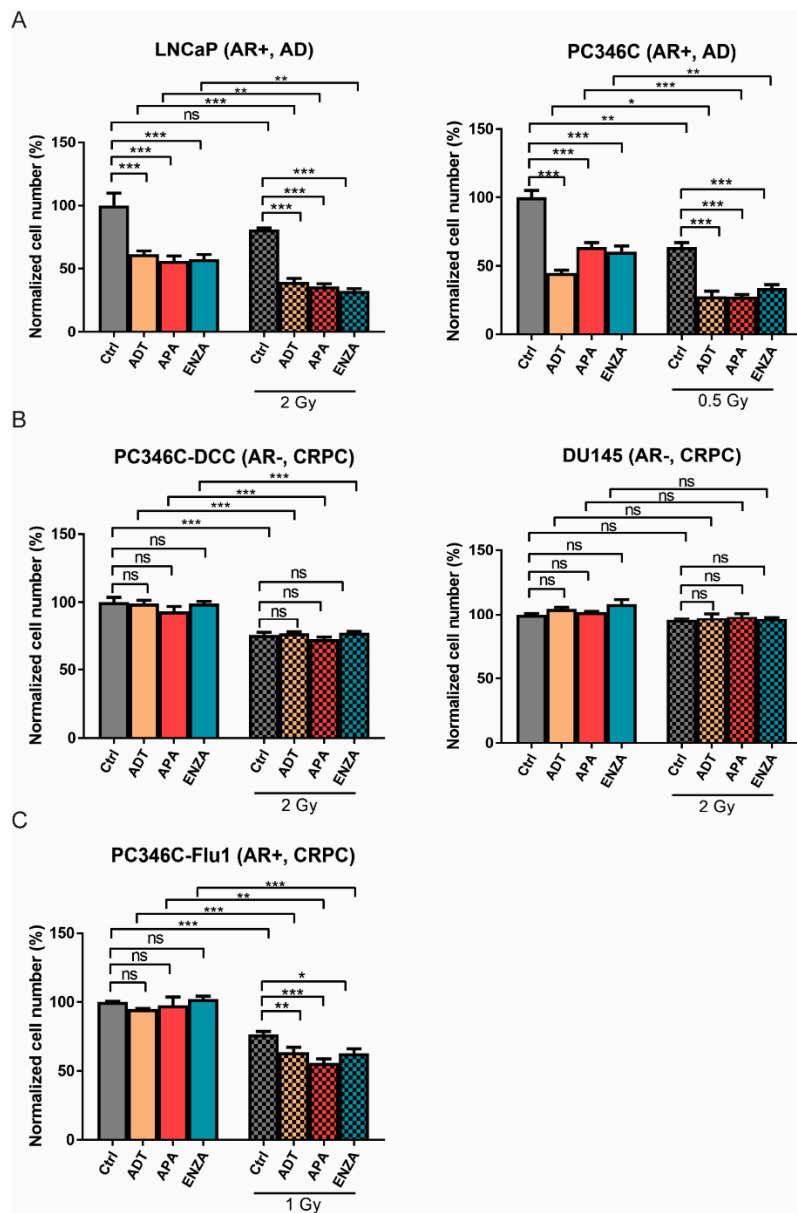 A
LNCaP (AR+, AD)
Normalized cell number (%)
150
100
50
0
**
**
***
ns
***
***
***
***
***
***
Ctrl
ADT
APA
ENZA
Ctrl
ADT
APA
ENZA
2 Gy
PC346C (AR+, AD)
Normalized cell number (%)
150
100
50
0
**
***
*
**
***
***
***
***
***
***
Ctrl
ADT
APA
ENZA
Ctrl
ADT
APA
ENZA
0.5 Gy
B
PC346C-DCC (AR-, CRPC)
Normalized cell number (%)
150
100
50
0
***
***
***
***
ns
ns
ns
ns
ns
ns
Ctrl
ADT
APA
ENZA
Ctrl
ADT
APA
ENZA
2 Gy
DU145 (AR-, CRPC)
Normalized cell number (%)
150
100
50
0
ns
ns
ns
ns
ns
ns
ns
ns
ns
ns
Ctrl
ADT
APA
ENZA
Ctrl
ADT
APA
ENZA
2 Gy
C
PC346C-Flu1 (AR+, CRPC)
Normalized cell number (%)
150
100
50
0
***
**
***
***
ns
ns
ns
*
***
**
Ctrl
ADT
APA
ENZA
Ctrl
ADT
APA
ENZA
1 Gy